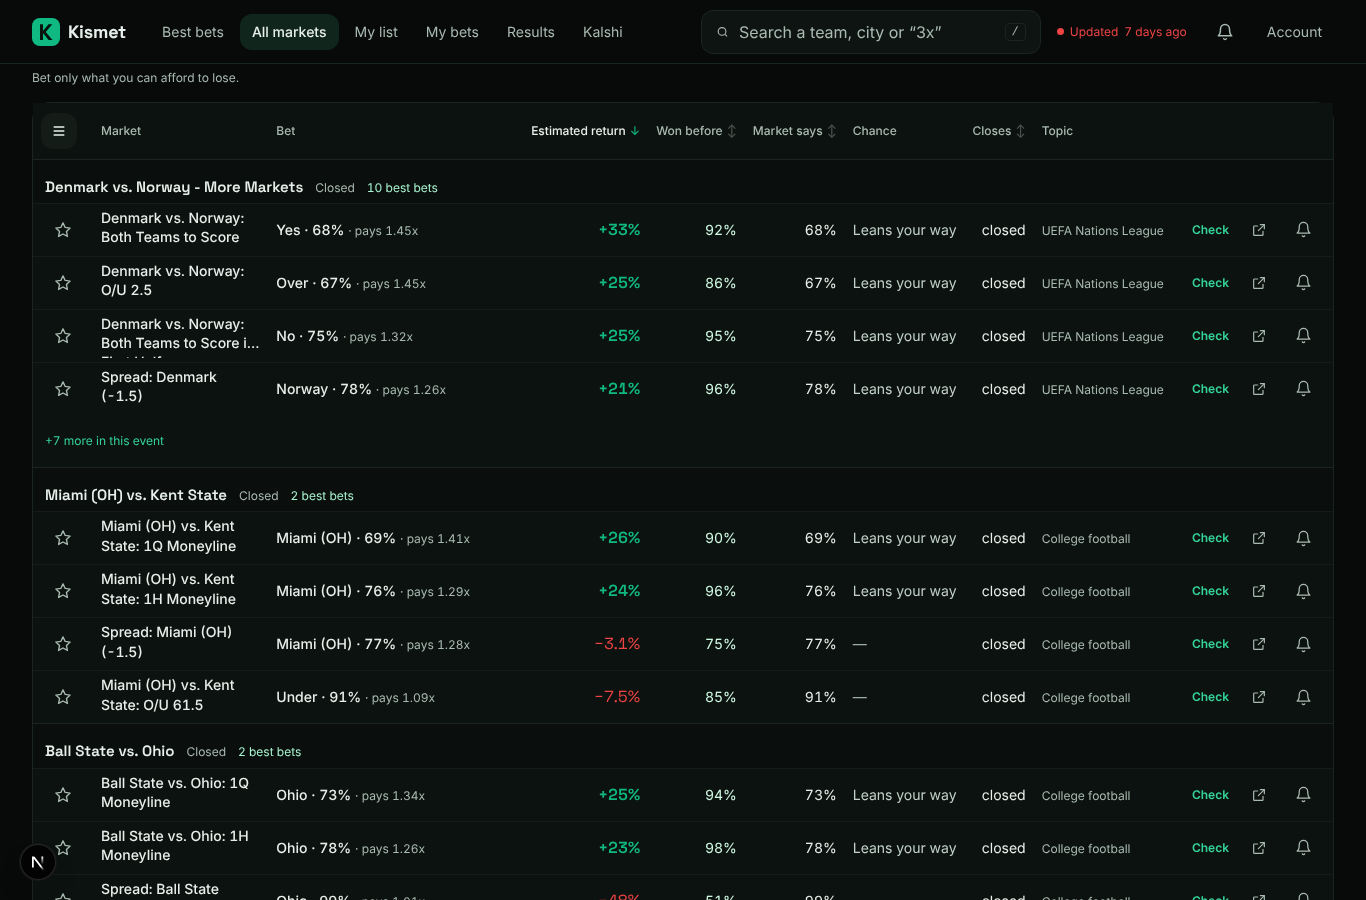 K Kismet Best bets All markets My list My bets Results Kalshi Search a team, city or “3x” / Updated 7 days ago Account
Bet only what you can afford to lose.
Market Bet Estimated return ↓ Won before Market says Chance Closes Topic
Denmark vs. Norway - More Markets Closed 10 best bets
Denmark vs. Norway:
Both Teams to Score
Yes · 68% · pays 1.45x +33% 92% 68% Leans your way closed UEFA Nations League Check
Denmark vs. Norway:
O/U 2.5
Over · 67% · pays 1.45x +25% 86% 67% Leans your way closed UEFA Nations League Check
Denmark vs. Norway:
Both Teams to Score i...
No · 75% · pays 1.32x +25% 95% 75% Leans your way closed UEFA Nations League Check
Spread: Denmark
(-1.5)
Norway · 78% · pays 1.26x +21% 96% 78% Leans your way closed UEFA Nations League Check
+7 more in this event
Miami (OH) vs. Kent State Closed 2 best bets
Miami (OH) vs. Kent
State: 1Q Moneyline
Miami (OH) · 69% · pays 1.41x +26% 90% 69% Leans your way closed College football Check
Miami (OH) vs. Kent
State: 1H Moneyline
Miami (OH) · 76% · pays 1.29x +24% 96% 76% Leans your way closed College football Check
Spread: Miami (OH)
(-1.5)
Miami (OH) · 77% · pays 1.28x −3.1% 75% 77% — closed College football Check
Miami (OH) vs. Kent
State: O/U 61.5
Under · 91% · pays 1.09x −7.5% 85% 91% — closed College football Check
Ball State vs. Ohio Closed 2 best bets
Ball State vs. Ohio: 1Q
Moneyline
Ohio · 73% · pays 1.34x +25% 94% 73% Leans your way closed College football Check
Ball State vs. Ohio: 1H
Moneyline
Ohio · 78% · pays 1.26x +23% 98% 78% Leans your way closed College football Check
N
Spread: Ball State